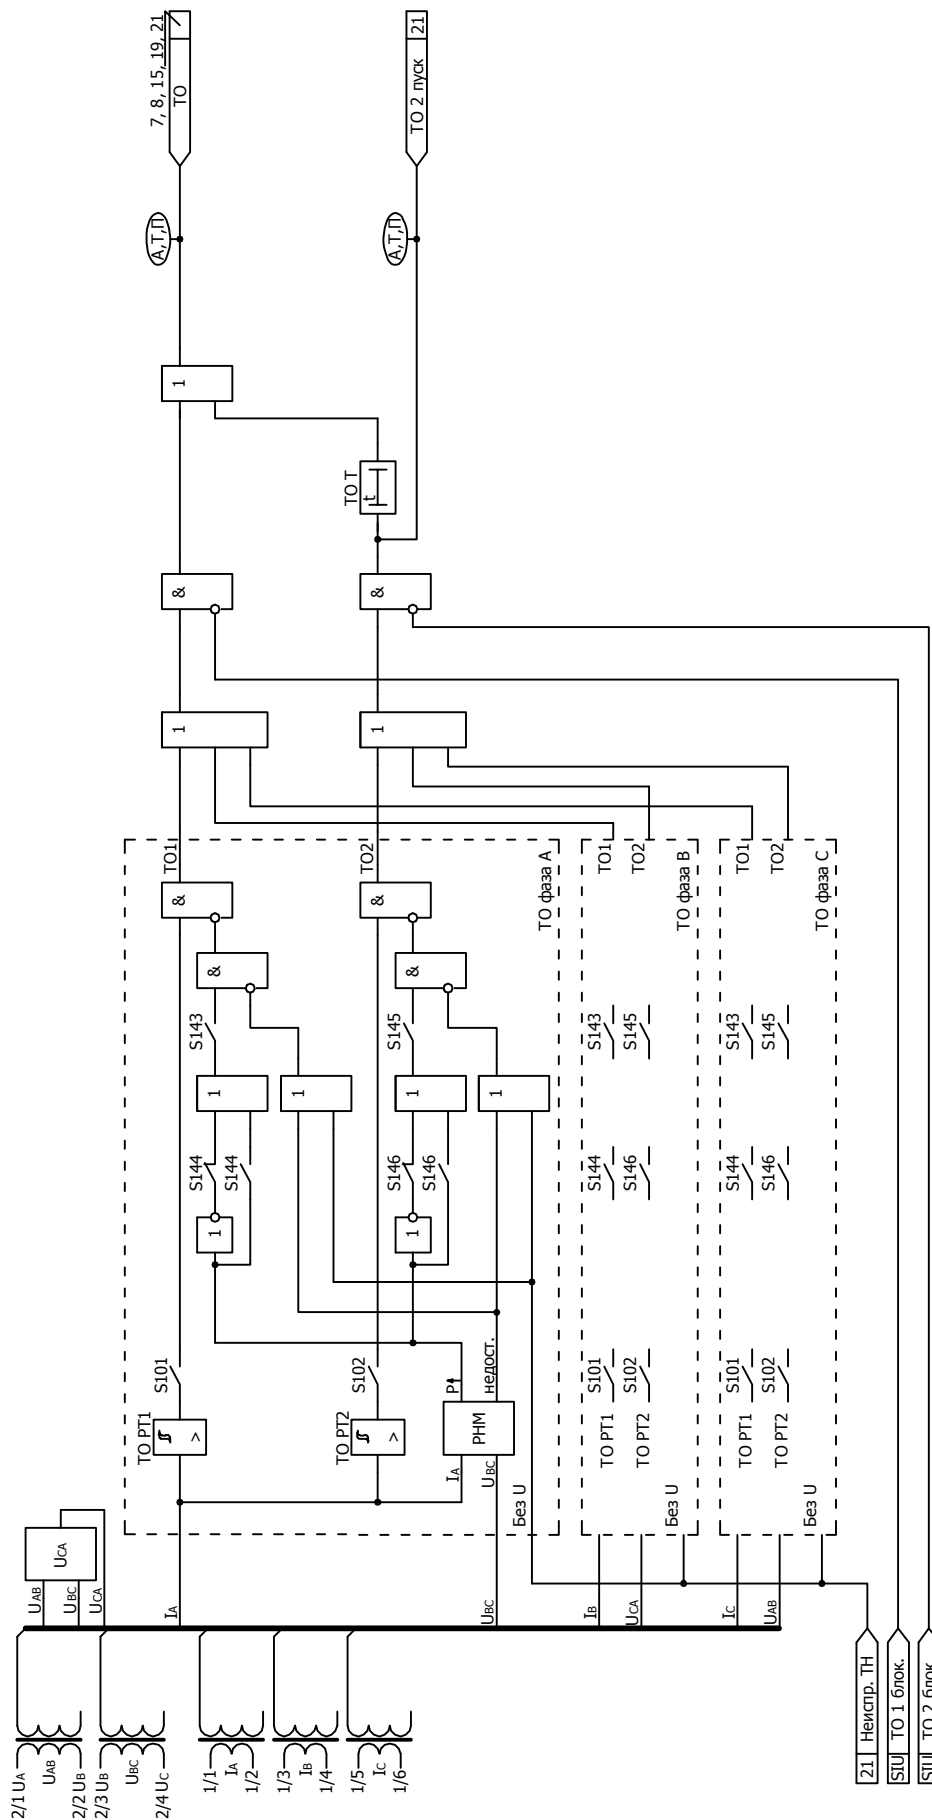 7, 8, 15, 19, 21
ТО
ТО 2 пуск
21
А,Т,П
А,Т,П
1
ТО Т
t
&
&
1
1
ТО1
ТО2
ТО1
ТО2
ТО1
ТО2
&
&
ТО фаза А
ТО фаза В
ТО фаза С
&
&
S143
S145
S143
S145
S143
S145
1
1
1
1
S144
S144
S146
S146
S144
S146
S144
S146
1
1
S101
S102
P
недост.
S101
S102
S101
S102
ТО РТ1
>
ТО РТ2
>
РНМ
ТО РТ1
ТО РТ2
ТО РТ1
ТО РТ2
IA
UBC
Без U
Без U
Без U
UCA
UAB
UBC
UCA
IA
UBC
IB
UCA
IC
UAB
2/1 UA
UAB
2/2 UB
2/3 UB
UBC
2/4 UC
1/1
IA
1/2
1/3
IB
1/4
1/5
IC
1/6
21 Неиспр. ТН
SIU ТО 1 блок.
SIU ТО 2 блок.